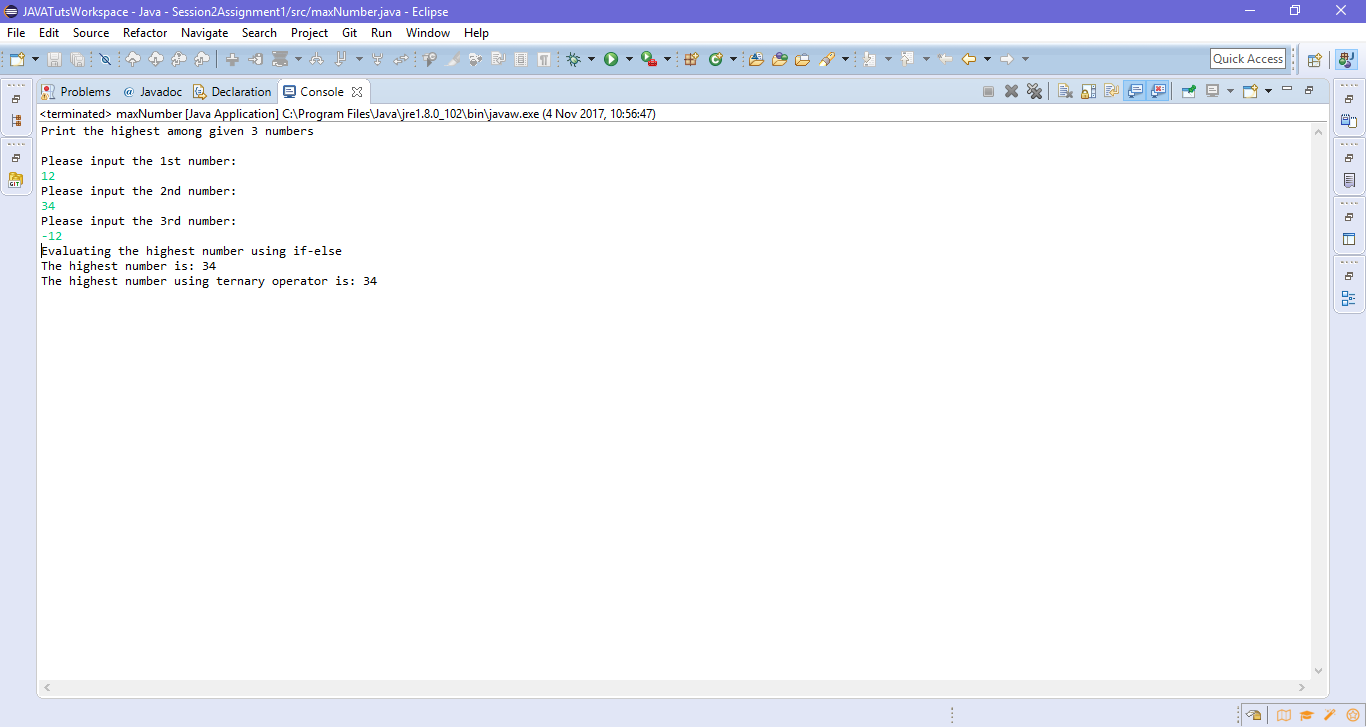 JAVATutsWorkspace - Java - Session2Assignment1/src/maxNumber.java - Eclipse
File Edit Source Refactor Navigate Search Project Git Run Window Help
Quick Access
Problems @ Javadoc Declaration Console
<terminated> maxNumber [Java Application] C:\Program Files\Java\jre1.8.0_102\bin\javaw.exe (4 Nov 2017, 10:56:47)
Print the highest among given 3 numbers
Please input the 1st number:
12
Please input the 2nd number:
34
Please input the 3rd number:
-12
Evaluating the highest number using if-else
The highest number is: 34
The highest number using ternary operator is: 34
GIT